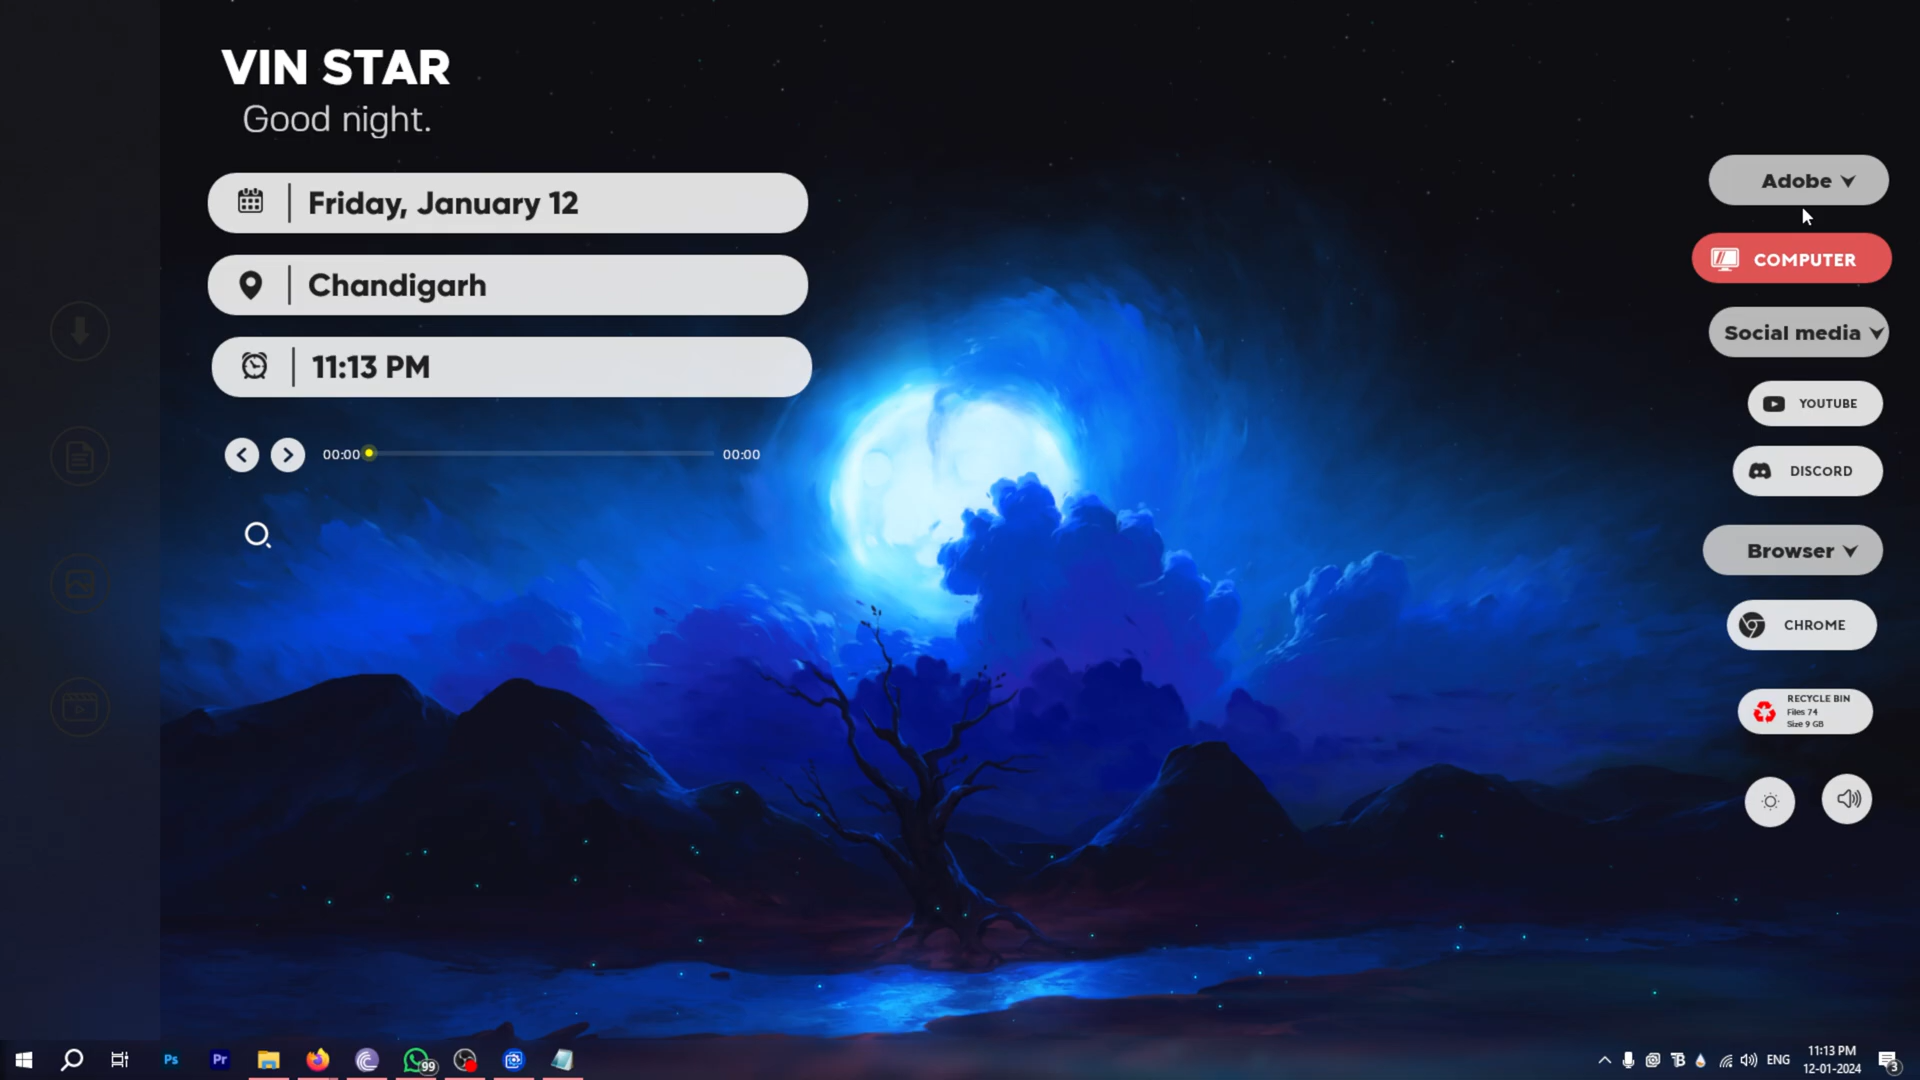 VIN STAR
Good night.
Friday, January 12
Chandigarh
11:13 PM
00:00
00:00
Adobe
COMPUTER
Social media
YOUTUBE
DISCORD
Browser
CHROME
RECYCLE BIN
Files 74
Size 9 GB
Ps
Pr
99
ENG
11:13 PM
12-01-2024
3